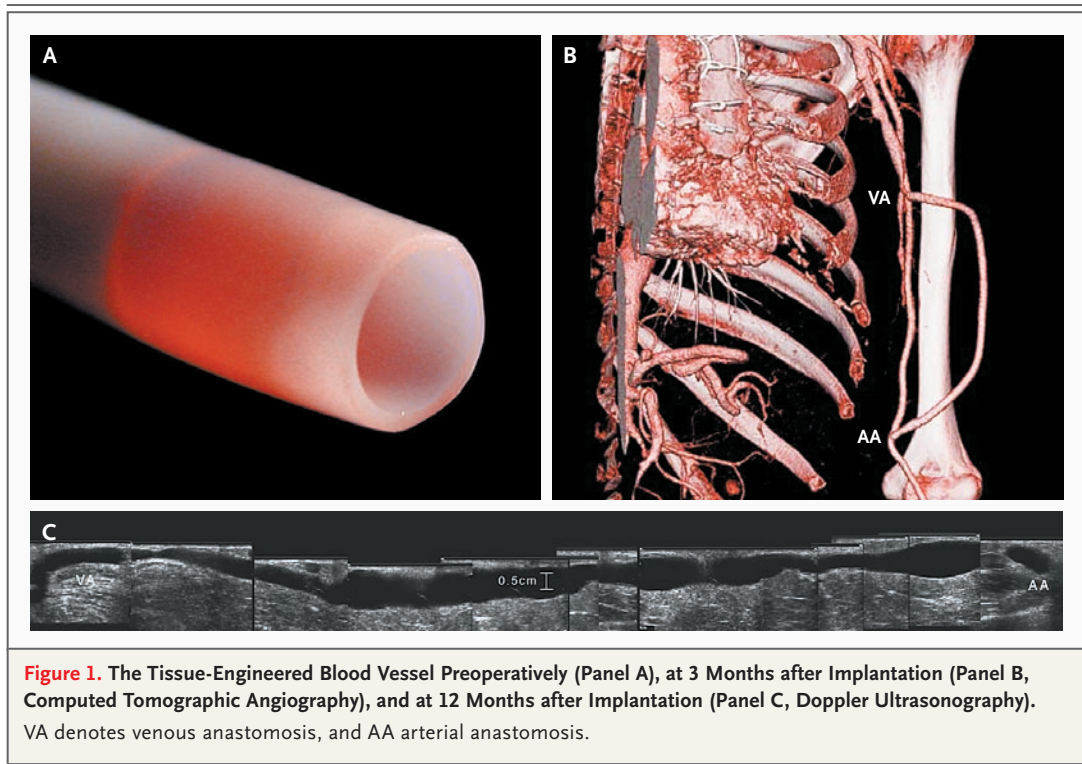 A
B
VA
AA
C
VA
0.5cm
AA
Figure 1. The Tissue-Engineered Blood Vessel Preoperatively (Panel A), at 3 Months after Implantation (Panel B,
Computed Tomographic Angiography), and at 12 Months after Implantation (Panel C, Doppler Ultrasonography).
VA denotes venous anastomosis, and AA arterial anastomosis.